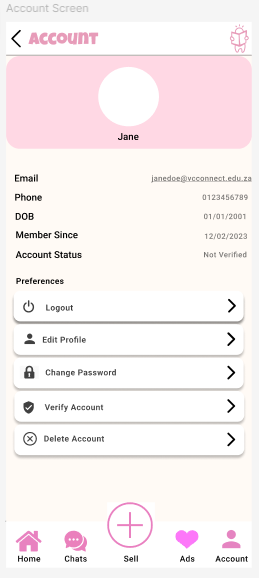 Account Screen
Account
Jane
Email janedoe@vcconnect.edu.za
Phone 0123456789
DOB 01/01/2001
Member Since 12/02/2023
Account Status Not Verified
Preferences
Logout
Edit Profile
Change Password
Verify Account
Delete Account
Home Chats Sell Ads Account